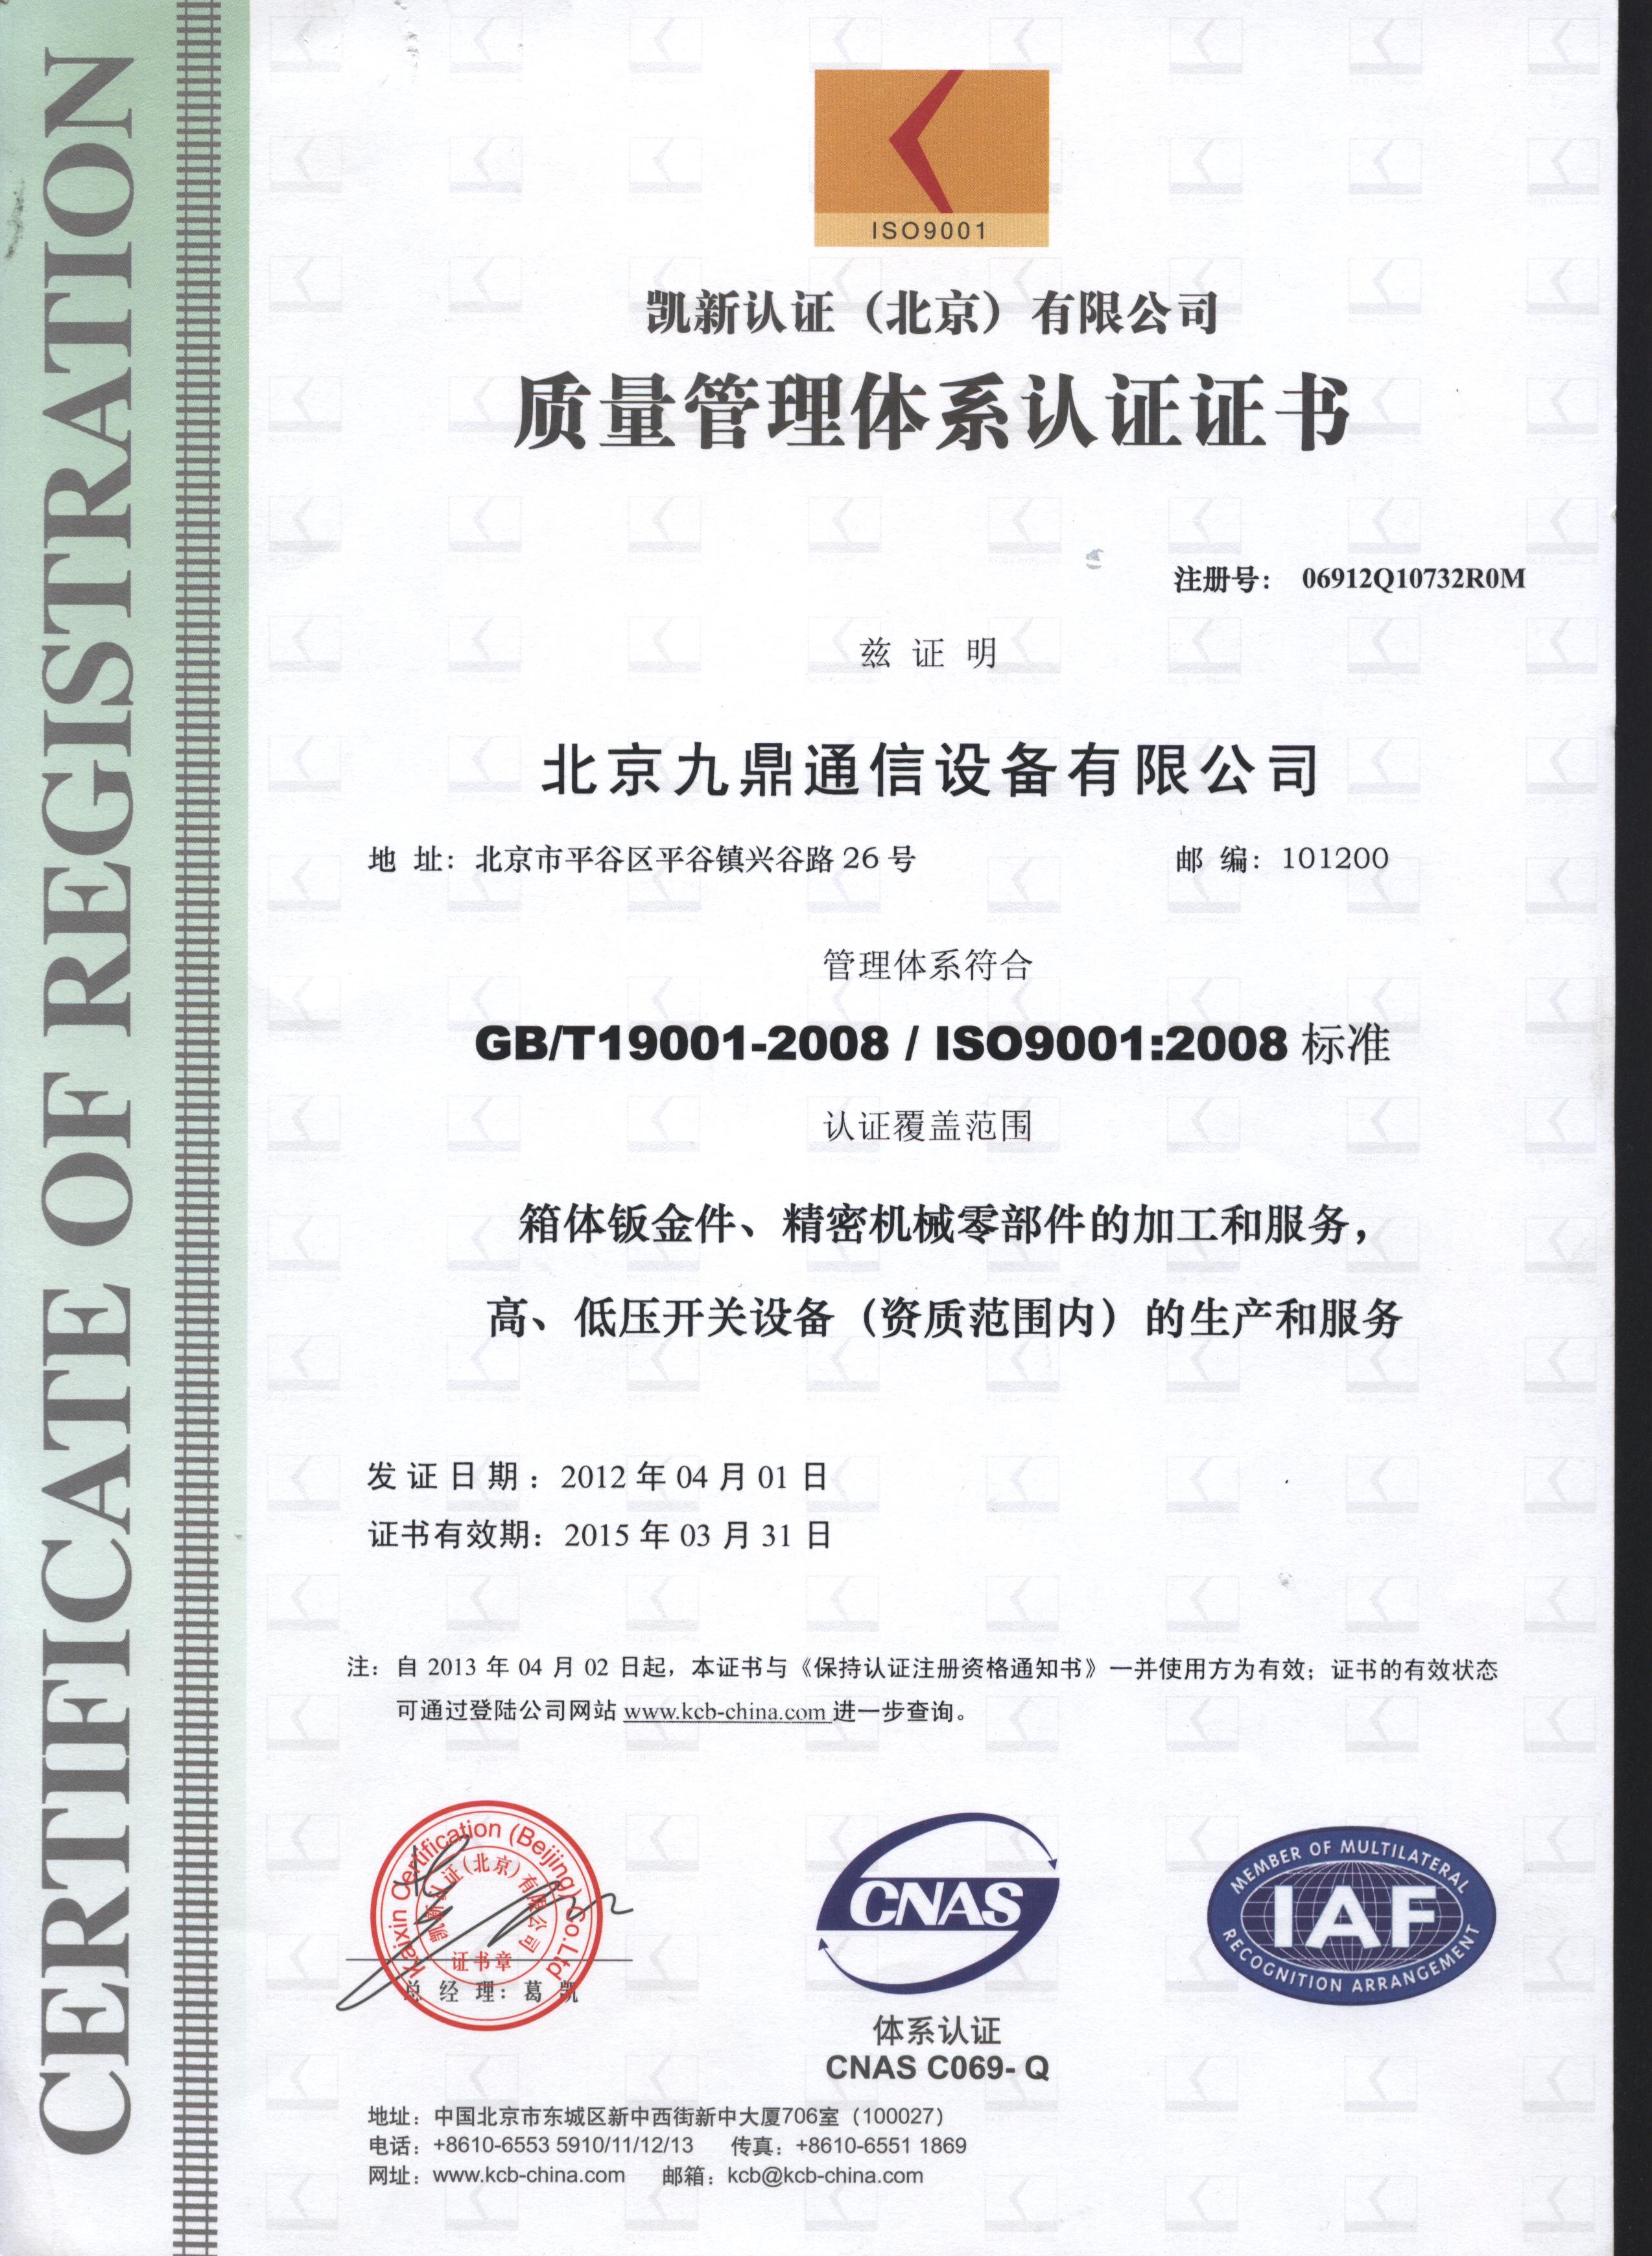 CERTIFICATE OF REGISTRATION
ISO9001
凯新认证（北京）有限公司
质量管理体系认证证书
注册号： 06912Q10732R0M
兹 证 明
北京九鼎通信设备有限公司
地 址：北京市平谷区平谷镇兴谷路 26 号 邮 编：101200
管理体系符合
GB/T19001-2008 / ISO9001:2008 标准
认证覆盖范围
箱体钣金件、精密机械零部件的加工和服务，
高、低压开关设备（资质范围内）的生产和服务
发 证 日 期 ：2012 年 04 月 01 日
证书有效期：2015 年 03 月 31 日
注：自 2013 年 04 月 02 日起，本证书与《保持认证注册资格通知书》一并使用方为有效；证书的有效状态
可通过登陆公司网站 www.kcb-china.com 进一步查询。
Kaixin Certification (Beijing) Co.Ltd
凯新认证(北京)有限公司
证书章
总 经 理：葛 凯
CNAS
体系认证
CNAS C069- Q
MEMBER OF MULTILATERAL
IAF
RECOGNITION ARRANGEMENT
地址：中国北京市东城区新中西街新中大厦706室（100027）
电话：+8610-6553 5910/11/12/13 传真：+8610-6551 1869
网址：www.kcb-china.com 邮箱：kcb@kcb-china.com